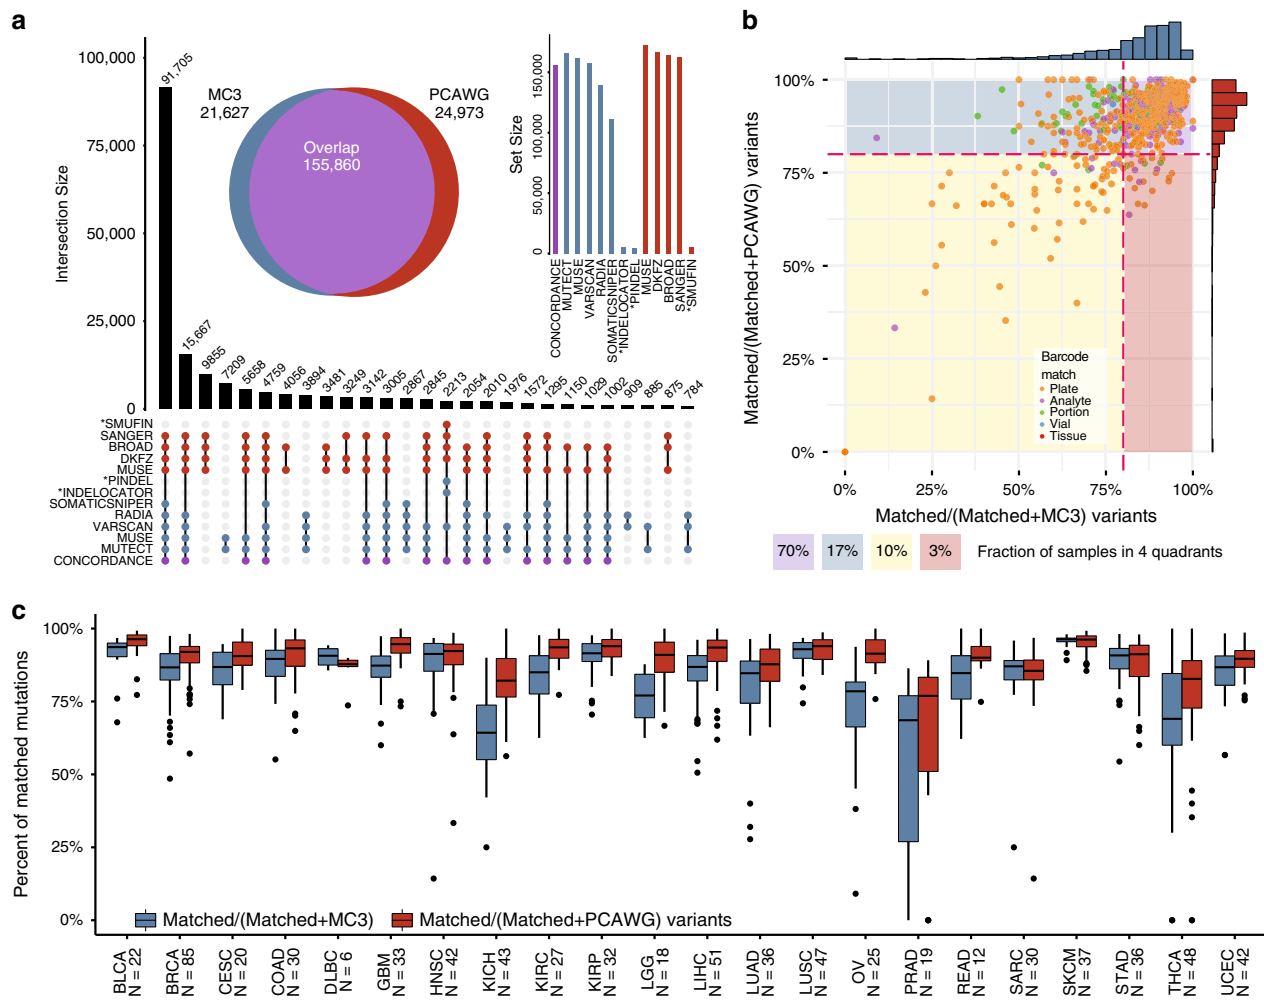 a
100,000
75,000
50,000
25,000
0
Intersection Size
91,705
15,667
9855
7209
5658
4759
4056
3894
3481
3249
3142
3005
2867
2845
2213
2054
2010
1976
1572
1295
1150
1029
1002
909
885
875
784
MC3
21,627
PCAWG
24,973
Overlap
155,860
Set Size
150,000
100,000
50,000
0
CONCORDANCE
MUTECT
MUSE
VARSCAN
RADIA
SOMATICSNIPER
*INDELOCATOR
*PINDEL
MUSE
DKFZ
BROAD
SANGER
*SMUFIN
*SMUFIN
SANGER
BROAD
DKFZ
MUSE
*PINDEL
*INDELOCATOR
SOMATICSNIPER
RADIA
VARSCAN
MUSE
MUTECT
CONCORDANCE
b
Matched/(Matched+PCAWG) variants
100%
75%
50%
25%
0%
Barcode
match
Plate
Analyte
Portion
Vial
Tissue
0%
25%
50%
75%
100%
Matched/(Matched+MC3) variants
70%
17%
10%
3%
Fraction of samples in 4 quadrants
c
Percent of matched mutations
100%
75%
50%
25%
0%
Matched/(Matched+MC3)
Matched/(Matched+PCAWG) variants
BLCA
N = 22
BRCA
N = 85
CESC
N = 20
COAD
N = 30
DLBC
N = 6
GBM
N = 33
HNSC
N = 42
KICH
N = 43
KIRC
N = 27
KIRP
N = 32
LGG
N = 18
LIHC
N = 51
LUAD
N = 36
LUSC
N = 47
OV
N = 25
PRAD
N = 19
READ
N = 12
SARC
N = 30
SKCM
N = 37
STAD
N = 36
THCA
N = 48
UCEC
N = 42